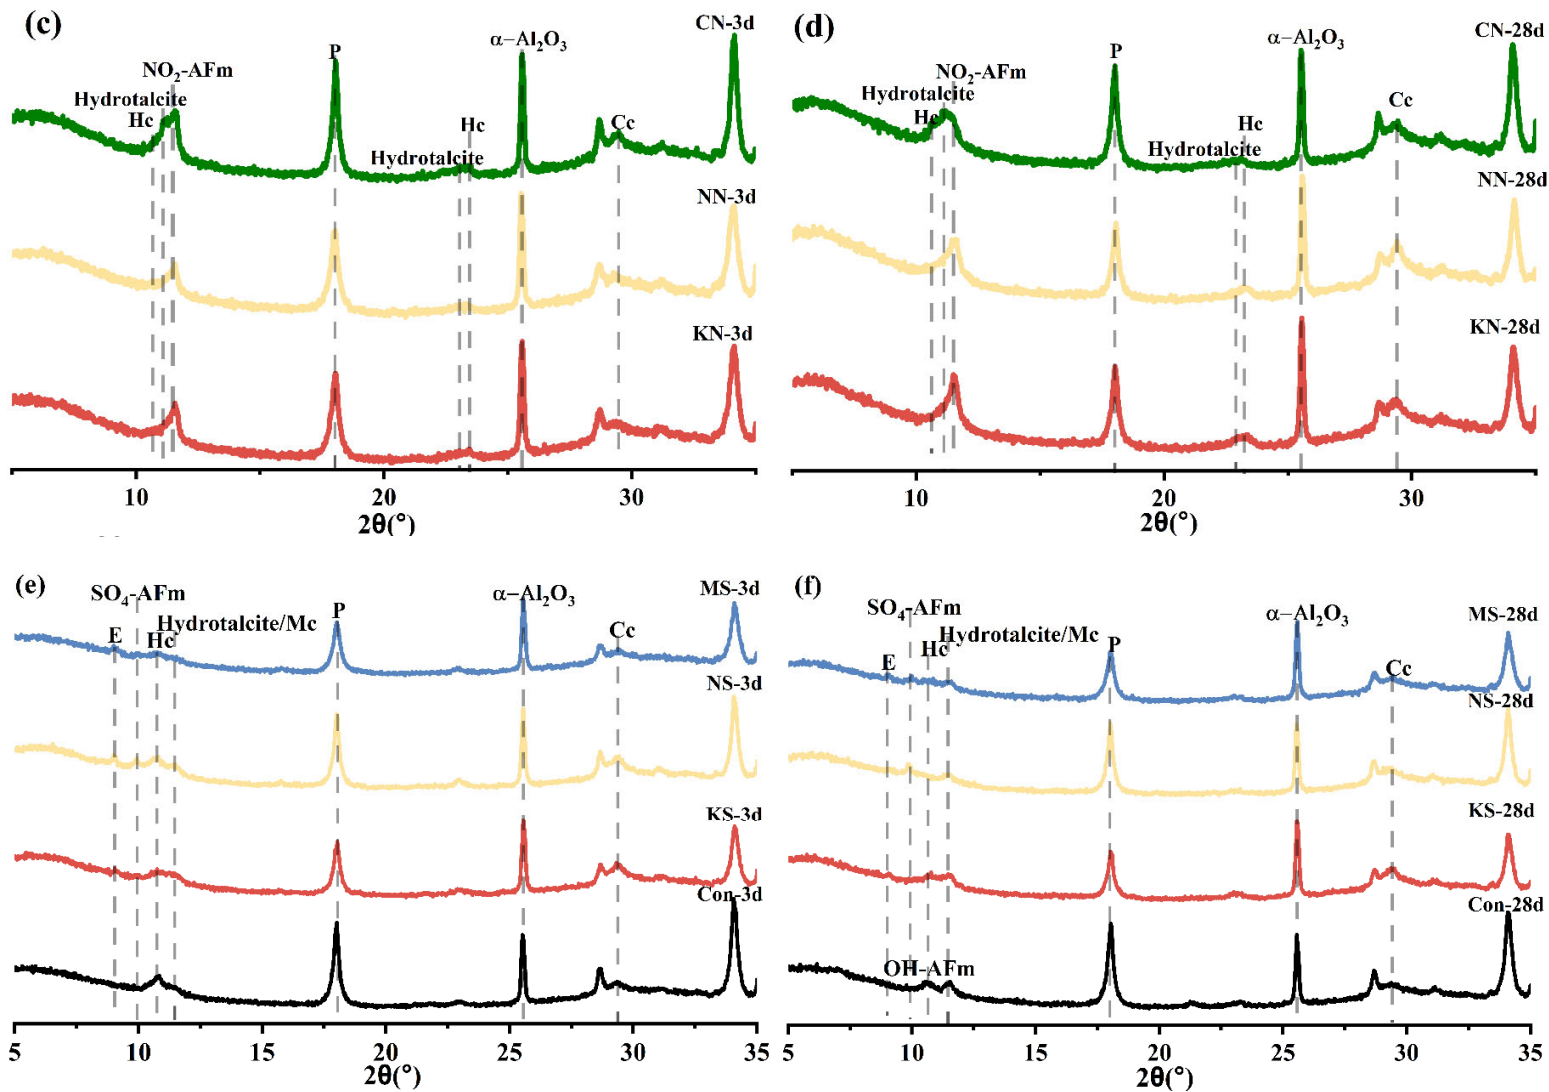 (c)
CN-3d
P
α–Al2O3
NO2-AFm
Hydrotalcite
Hc
Hc
Cc
Hydrotalcite
NN-3d
KN-3d
10
20
30
2θ(°)
(d)
CN-28d
P
α–Al2O3
NO2-AFm
Hydrotalcite
Hc
Hc
Cc
Hydrotalcite
NN-28d
KN-28d
10
20
30
2θ(°)
(e)
MS-3d
SO4-AFm
α–Al2O3
P
Hydrotalcite/Mc
E
Hc
Cc
NS-3d
KS-3d
Con-3d
5
10
15
20
25
30
35
2θ(°)
(f)
MS-28d
SO4-AFm
α–Al2O3
Hydrotalcite/Mc
P
E
Hc
Cc
NS-28d
KS-28d
Con-28d
OH-AFm
5
10
15
20
25
30
35
2θ(°)